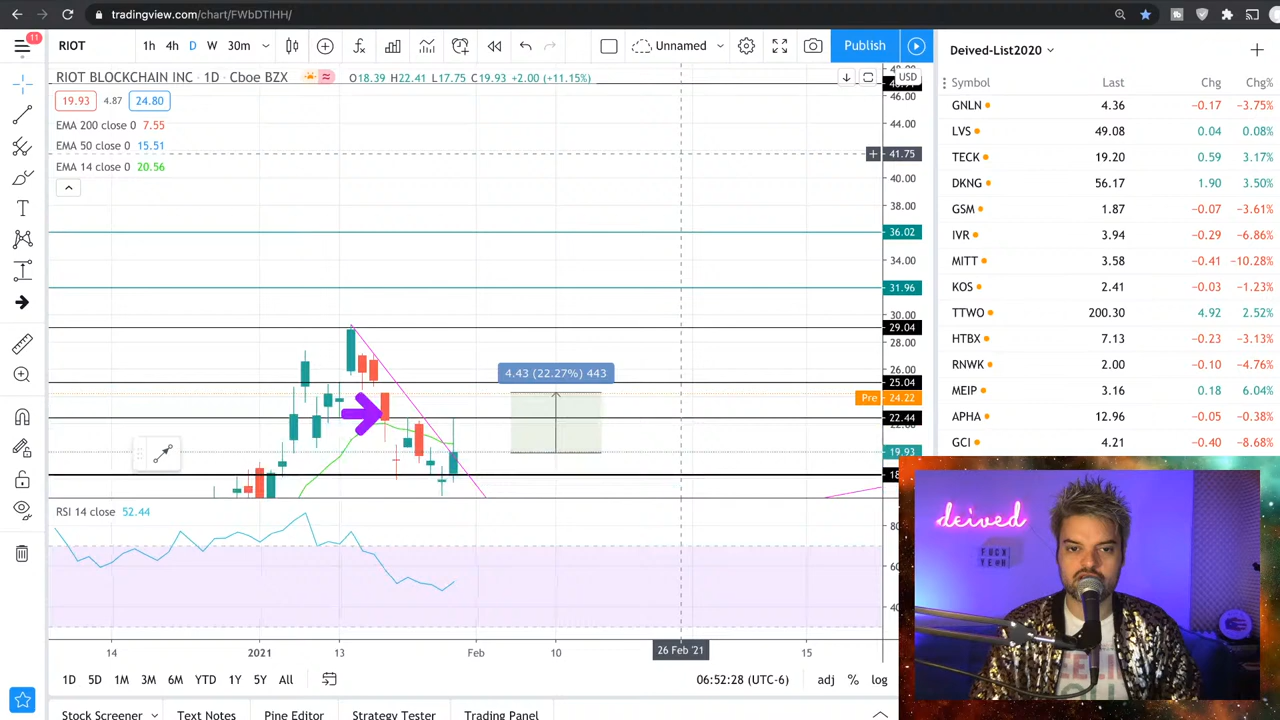 tradingview.com/chart/FWbDTIHH/
11
RIOT
1h 4h D W 30m
Unnamed
Publish
RIOT BLOCKCHAIN INC · 1D · Cboe BZX
O18.39 H22.41 L17.75 C19.93 +2.00 (+11.15%)
USD
19.93 4.87 24.80
EMA 200 close 0 7.55
EMA 50 close 0 15.51
EMA 14 close 0 20.56
46.00
44.00
41.75
40.00
38.00
36.02
34.00
31.96
30.00
29.04
28.00
26.00
25.04
Pre 24.22
22.44
19.93
4.43 (22.27%) 443
RSI 14 close 52.44
14 2021 13 Feb 10 26 Feb '21 15
1D 5D 1M 3M 6M YTD 1Y 5Y All
06:52:28 (UTC-6)
adj % log
Stock Screener Text Notes Pine Editor Strategy Tester Trading Panel
Deived-List2020
Symbol Last Chg Chg%
GNLN 4.36 −0.17 −3.75%
LVS 49.08 0.04 0.08%
TECK 19.20 0.59 3.17%
DKNG 56.17 1.90 3.50%
GSM 1.87 −0.07 −3.61%
IVR 3.94 −0.29 −6.86%
MITT 3.58 −0.41 −10.28%
KOS 2.41 −0.03 −1.23%
TTWO 200.30 4.92 2.52%
HTBX 7.13 −0.23 −3.13%
RNWK 2.00 −0.10 −4.76%
MEIP 3.16 0.18 6.04%
APHA 12.96 −0.05 −0.38%
GCI 4.21 −0.40 −8.68%
deived
FUCK
YEAH